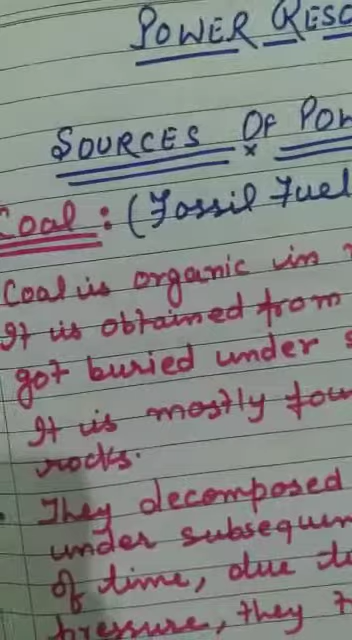 POWER RESO
SOURCES OF POW
Coal: (Fossil Fuel
Coal is organic in
It is obtained from
got buried under
It is mostly fou
rocks.
They decomposed
under subsequen
of time, due to
pressure, they t